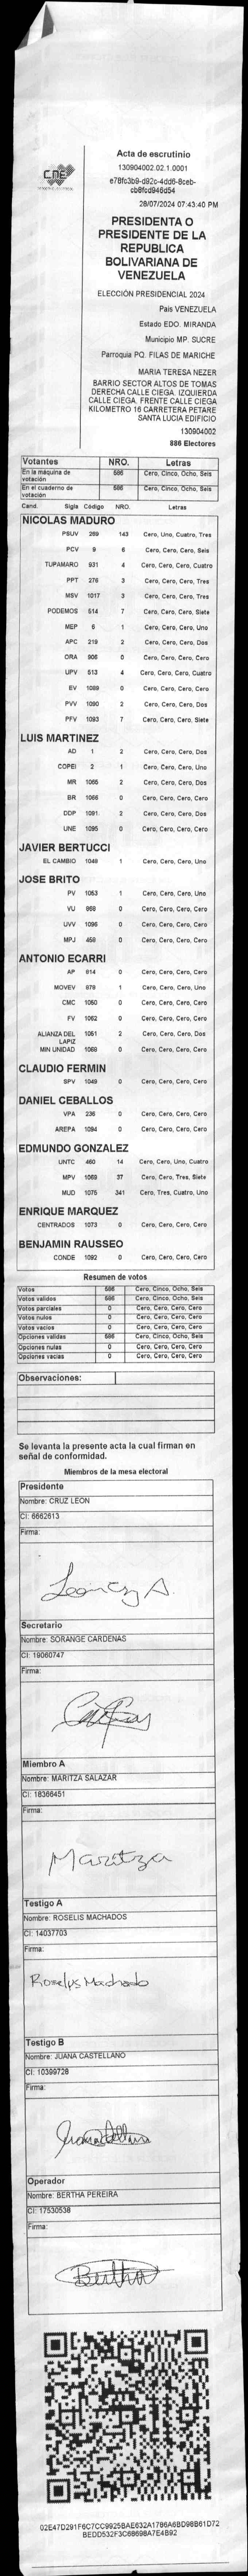 CNE
Acta de escrutinio
130904002.02.1.0001
e78fc3b9-d92c-4dd6-8ceb-
cb8fcd946d54
28/07/2024 07:43:40 PM
PRESIDENTA O
PRESIDENTE DE LA
REPUBLICA
BOLIVARIANA DE
VENEZUELA
ELECCIÓN PRESIDENCIAL 2024
País VENEZUELA
Estado EDO. MIRANDA
Municipio MP. SUCRE
Parroquia PQ. FILAS DE MARICHE
MARIA TERESA NEZER
BARRIO SECTOR ALTOS DE TOMAS
DERECHA CALLE CIEGA. IZQUIERDA
CALLE CIEGA. FRENTE CALLE CIEGA
KILOMETRO 16 CARRETERA PETARE
SANTA LUCIA EDIFICIO
130904002
886 Electores
Votantes NRO. Letras
En la máquina de votación 586 Cero, Cinco, Ocho, Seis
En el cuaderno de votación 586 Cero, Cinco, Ocho, Seis
Cand. Sigla Código NRO. Letras
NICOLAS MADURO
PSUV 269 143 Cero, Uno, Cuatro, Tres
PCV 9 6 Cero, Cero, Cero, Seis
TUPAMARO 931 4 Cero, Cero, Cero, Cuatro
PPT 276 3 Cero, Cero, Cero, Tres
MSV 1017 3 Cero, Cero, Cero, Tres
PODEMOS 514 7 Cero, Cero, Cero, Siete
MEP 6 1 Cero, Cero, Cero, Uno
APC 219 2 Cero, Cero, Cero, Dos
ORA 906 0 Cero, Cero, Cero, Cero
UPV 513 4 Cero, Cero, Cero, Cuatro
EV 1089 0 Cero, Cero, Cero, Cero
PVV 1090 2 Cero, Cero, Cero, Dos
PFV 1093 7 Cero, Cero, Cero, Siete
LUIS MARTINEZ
AD 1 2 Cero, Cero, Cero, Dos
COPEI 2 1 Cero, Cero, Cero, Uno
MR 1065 2 Cero, Cero, Cero, Dos
BR 1066 0 Cero, Cero, Cero, Cero
DDP 1091 2 Cero, Cero, Cero, Dos
UNE 1095 0 Cero, Cero, Cero, Cero
JAVIER BERTUCCI
EL CAMBIO 1048 1 Cero, Cero, Cero, Uno
JOSE BRITO
PV 1053 1 Cero, Cero, Cero, Uno
VU 868 0 Cero, Cero, Cero, Cero
UVV 1096 0 Cero, Cero, Cero, Cero
MPJ 458 0 Cero, Cero, Cero, Cero
ANTONIO ECARRI
AP 814 0 Cero, Cero, Cero, Cero
MOVEV 979 1 Cero, Cero, Cero, Uno
CMC 1050 0 Cero, Cero, Cero, Cero
FV 1052 0 Cero, Cero, Cero, Cero
ALIANZA DEL LAPIZ 1051 2 Cero, Cero, Cero, Dos
MIN UNIDAD 1068 0 Cero, Cero, Cero, Cero
CLAUDIO FERMIN
SPV 1049 0 Cero, Cero, Cero, Cero
DANIEL CEBALLOS
VPA 236 0 Cero, Cero, Cero, Cero
AREPA 1094 0 Cero, Cero, Cero, Cero
EDMUNDO GONZALEZ
UNTC 460 14 Cero, Cero, Uno, Cuatro
MPV 1069 37 Cero, Cero, Tres, Siete
MUD 1075 341 Cero, Tres, Cuatro, Uno
ENRIQUE MARQUEZ
CENTRADOS 1073 0 Cero, Cero, Cero, Cero
BENJAMIN RAUSSEO
CONDE 1092 0 Cero, Cero, Cero, Cero
Resumen de votos
Votos 586 Cero, Cinco, Ocho, Seis
Votos validos 586 Cero, Cinco, Ocho, Seis
Votos parciales 0 Cero, Cero, Cero, Cero
Votos nulos 0 Cero, Cero, Cero, Cero
Votos vacios 0 Cero, Cero, Cero, Cero
Opciones validas 586 Cero, Cinco, Ocho, Seis
Opciones nulas 0 Cero, Cero, Cero, Cero
Opciones vacias 0 Cero, Cero, Cero, Cero
Observaciones:
Se levanta la presente acta la cual firman en
señal de conformidad.
Miembros de la mesa electoral
Presidente
Nombre: CRUZ LEON
CI: 6662613
Firma:
Secretario
Nombre: SORANGE CARDENAS
CI: 19060747
Firma:
Miembro A
Nombre: MARITZA SALAZAR
CI: 18366451
Firma:
Maritza
Testigo A
Nombre: ROSELIS MACHADOS
CI: 14037703
Firma:
Roselys Machado
Testigo B
Nombre: JUANA CASTELLANO
CI: 10399726
Firma:
Operador
Nombre: BERTHA PEREIRA
CI: 17530538
Firma:
Bertha
02E47D291F6C7CC9925BAE632A1786A6BD98B61D72
BEDD532F3C68698A7E4B92